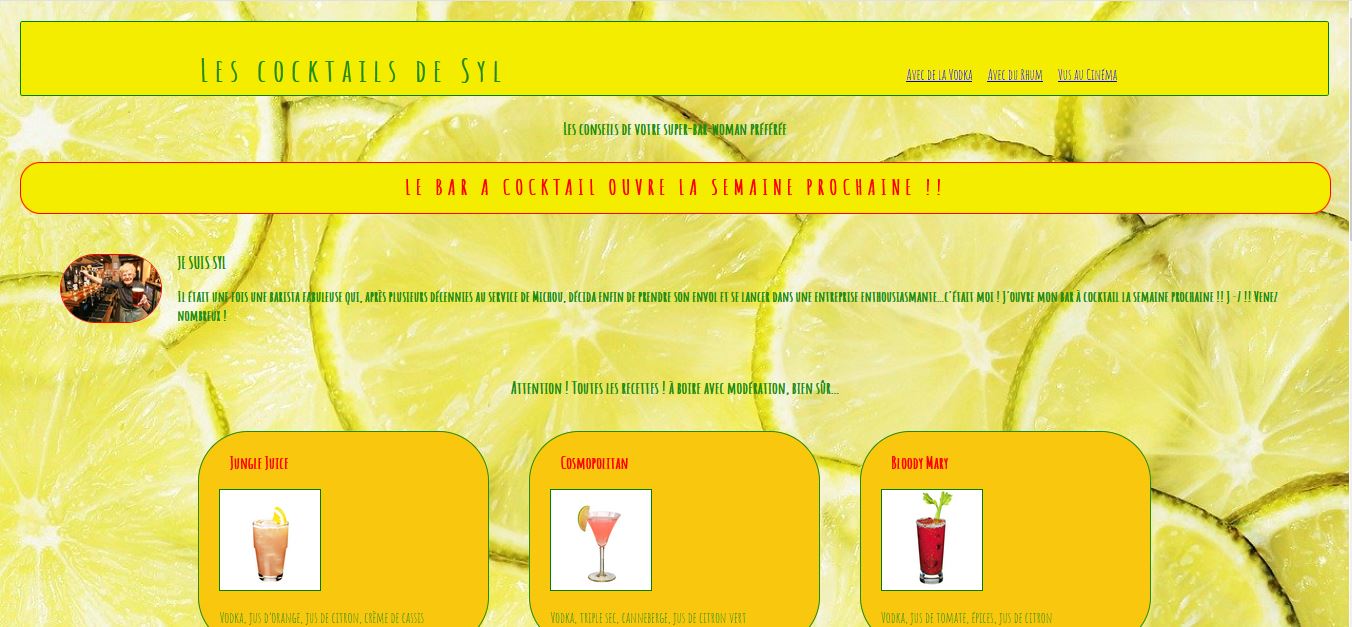 Les cocktails de Syl
Avec de la Vodka Avec du Rhum Vus au Cinéma
Les conseils de votre super-bar-woman préférée
LE BAR A COCKTAIL OUVRE LA SEMAINE PROCHAINE !!
JE SUIS SYL
Il était une fois une barista fabuleuse qui, après plusieurs décennies au service de Michou, décida enfin de prendre son envol et se lancer dans une entreprise enthousiasmante...c'était moi ! J'ouvre mon bar à cocktail la semaine prochaine !! J -7 !! Venez
nombreux !
Attention ! Toutes les recettes ! à boire avec modération, bien sûr...
Jungle Juice
Cosmopolitan
Bloody Mary
Vodka, jus d'orange, jus de citron, crème de cassis
Vodka, triple sec, canneberge, jus de citron vert
Vodka, jus de tomate, épices, jus de citron